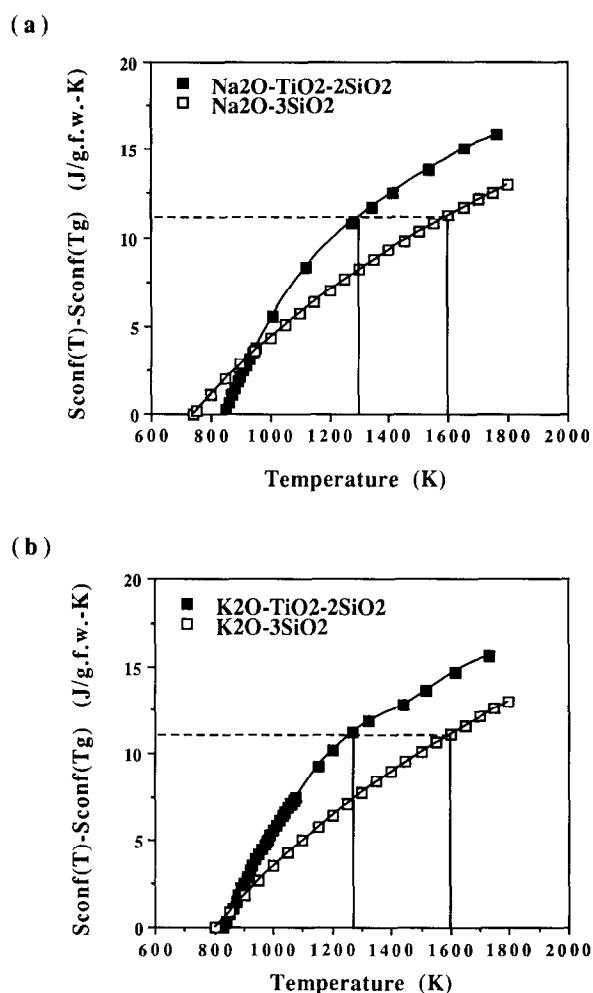 (a)
Sconf(T)-Sconf(Tg) (J/g.f.w.-K)
20
15
10
5
0
Na2O-TiO2-2SiO2
Na2O-3SiO2
600 800 1000 1200 1400 1600 1800 2000
Temperature (K)
(b)
Sconf(T)-Sconf(Tg) (J/g.f.w.-K)
20
15
10
5
0
K2O-TiO2-2SiO2
K2O-3SiO2
600 800 1000 1200 1400 1600 1800 2000
Temperature (K)